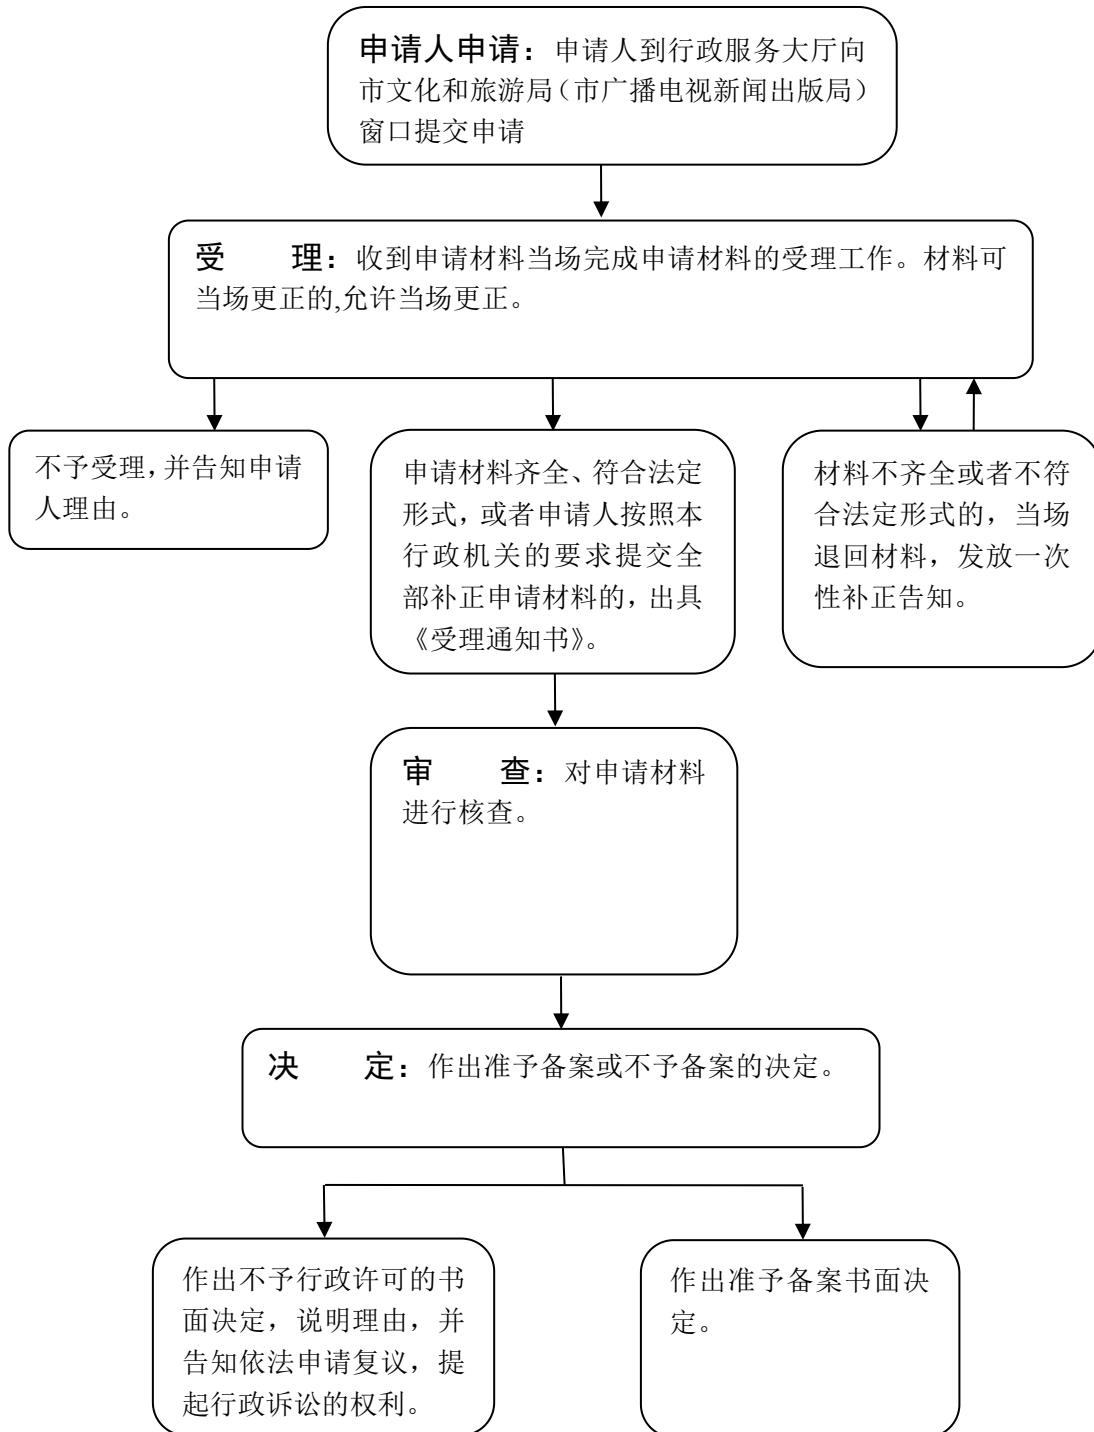 申请人申请：申请人到行政服务大厅向
市文化和旅游局（市广播电视新闻出版局）
窗口提交申请
受 理：收到申请材料当场完成申请材料的受理工作。材料可
当场更正的,允许当场更正。
不予受理，并告知申请
人理由。
申请材料齐全、符合法定
形式，或者申请人按照本
行政机关的要求提交全
部补正申请材料的，出具
《受理通知书》。
材料不齐全或者不符
合法定形式的，当场
退回材料，发放一次
性补正告知。
审 查：对申请材料
进行核查。
决 定：作出准予备案或不予备案的决定。
作出不予行政许可的书
面决定，说明理由，并
告知依法申请复议，提
起行政诉讼的权利。
作出准予备案书面决
定。